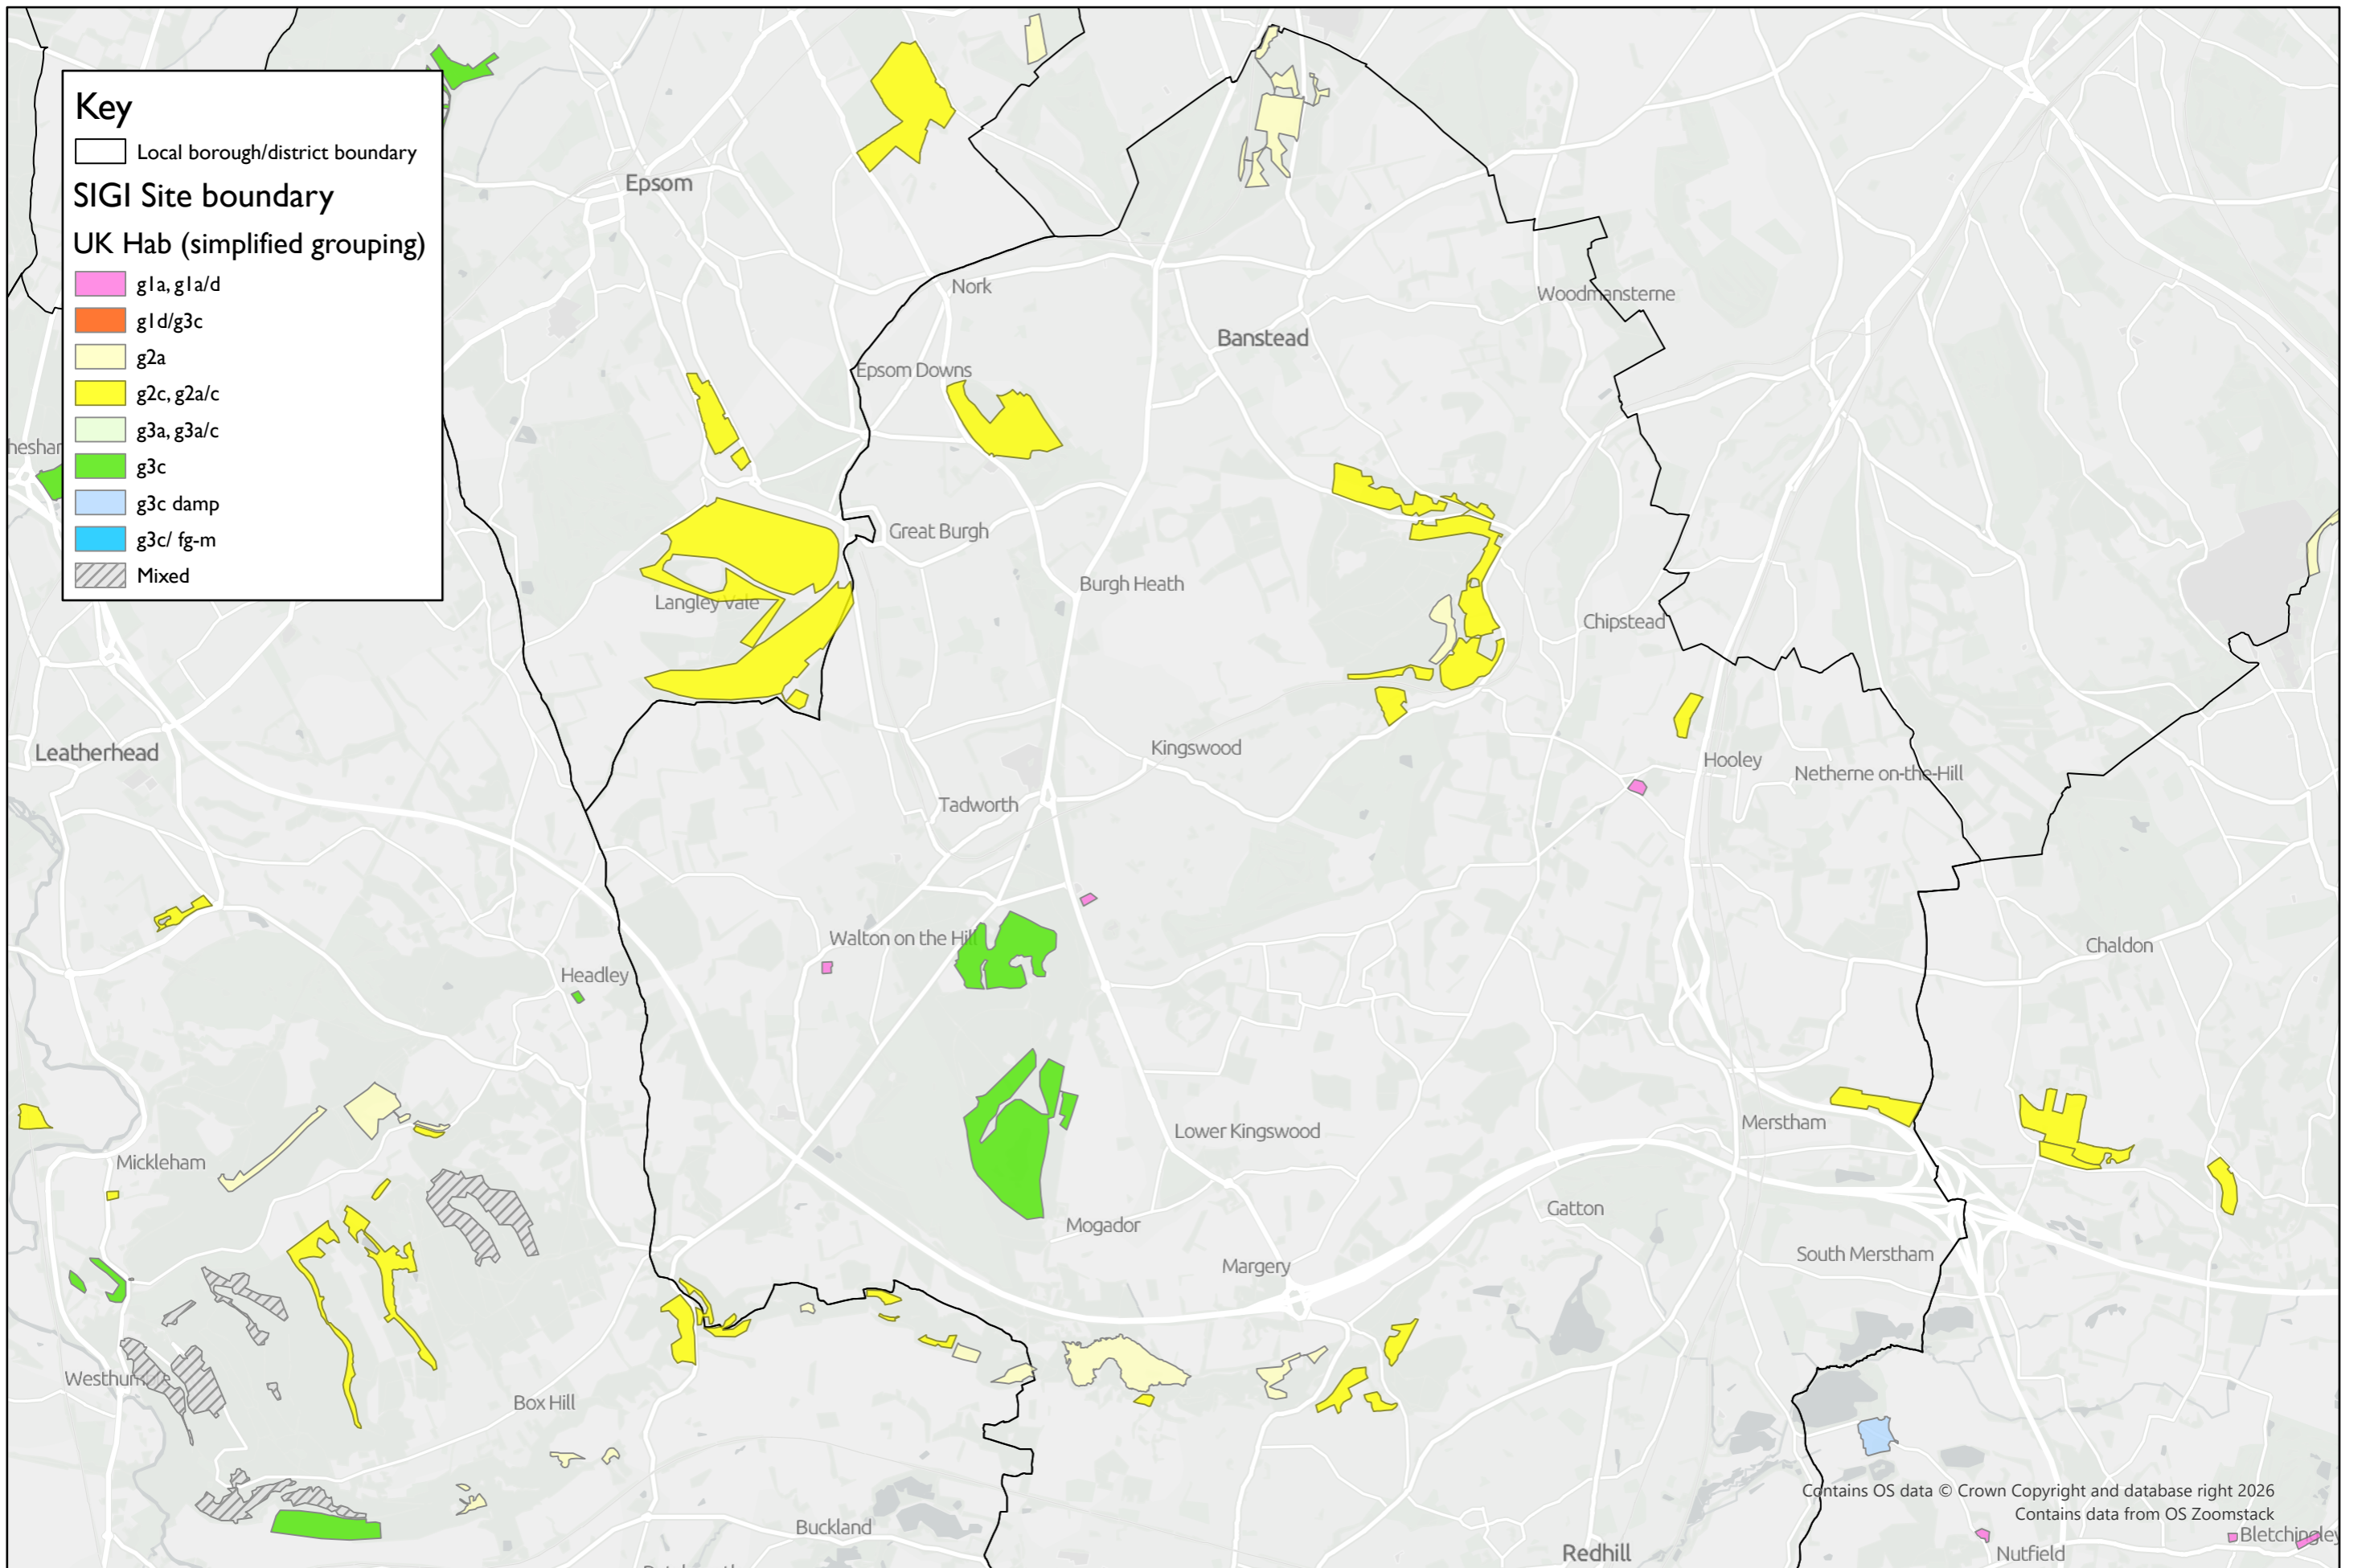 Key
Local borough/district boundary
SIGI Site boundary
UK Hab (simplified grouping)
g1a, g1a/d
g1d/g3c
g2a
g2c, g2a/c
g3a, g3a/c
g3c
g3c damp
g3c/ fg-m
Mixed
Epsom
Nork
Woodmansterne
Banstead
Epsom Downs
Great Burgh
Burgh Heath
Langley Vale
Chipstead
Leatherhead
Kingswood
Hooley
Netherne on-the-Hill
Tadworth
Walton on the Hill
Chaldon
Headley
Merstham
Lower Kingswood
Mickleham
Gatton
Mogador
South Merstham
Margery
Box Hill
Contains OS data © Crown Copyright and database right 2026
Contains data from OS Zoomstack
Buckland
Bletchingley
Redhill
Nutfield